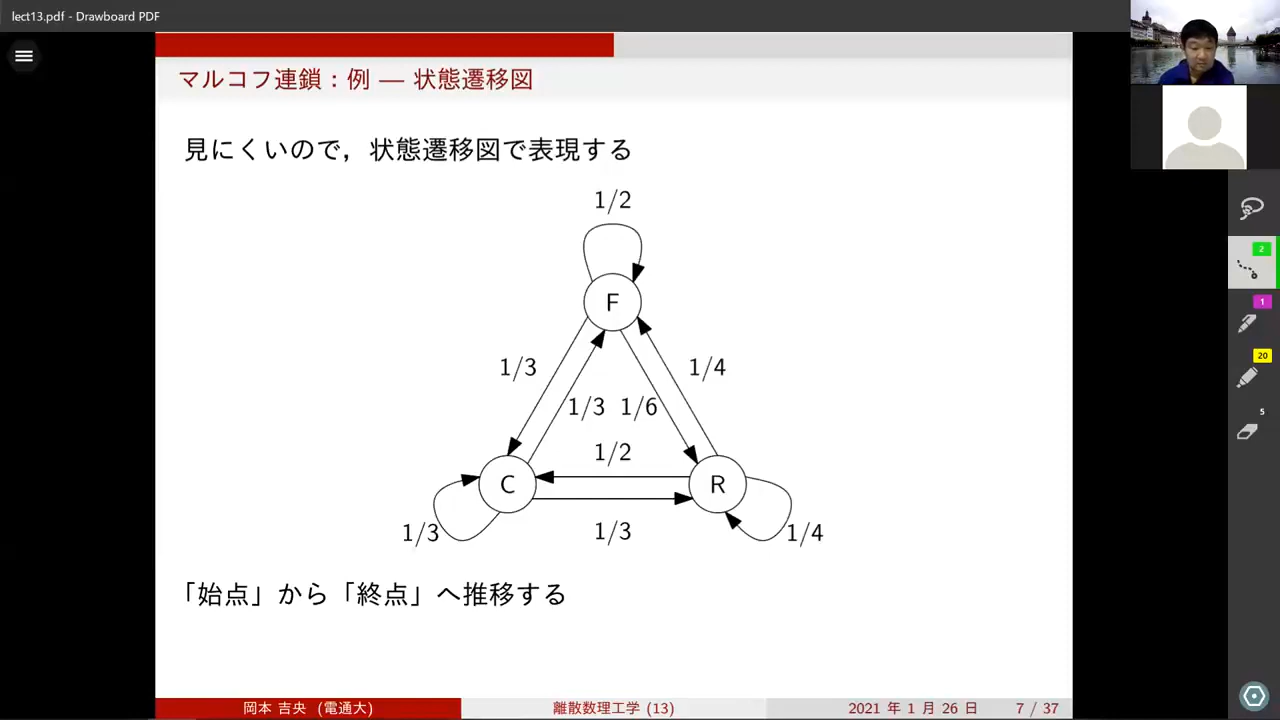 lect13.pdf - Drawboard PDF
マルコフ連鎖：例 — 状態遷移図
見にくいので，状態遷移図で表現する
1/2
F
1/3
1/4
1/3
1/6
1/2
C
R
1/3
1/3
1/4
「始点」から「終点」へ推移する
岡本 吉央 (電通大)
離散数理工学 (13)
2021 年 1 月 26 日
7 / 37
2
1
20
5